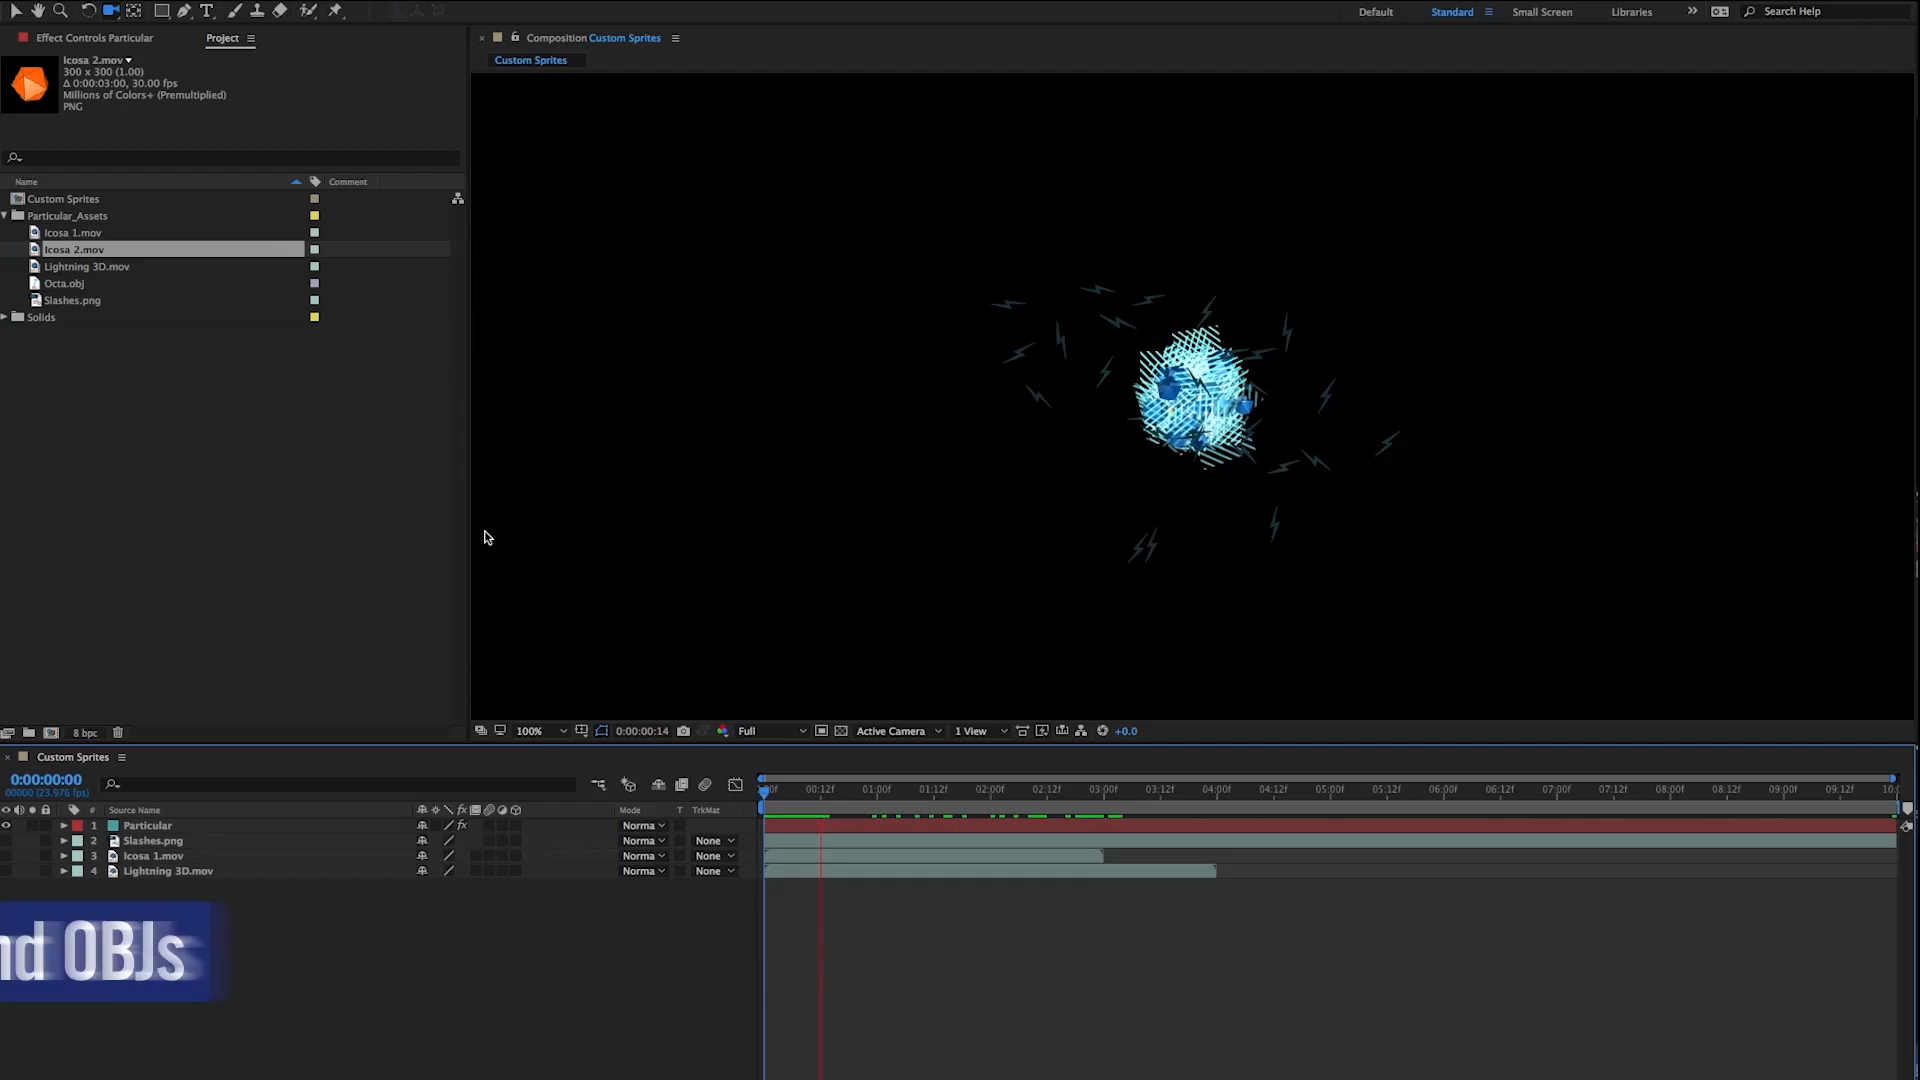 Default
Standard
Small Screen
Libraries
Search Help
Effect Controls Particular
Project
Composition Custom Sprites
Custom Sprites
Icosa 2.mov
300 x 300 (1.00)
Δ 0:00:03:00, 30.00 fps
Millions of Colors+ (Premultiplied)
PNG
Name
Comment
Custom Sprites
Particular_Assets
Icosa 1.mov
Icosa 2.mov
Lightning 3D.mov
Octa.obj
Slashes.png
Solids
8 bpc
100%
0:00:00:14
Full
Active Camera
1 View
+0.0
Custom Sprites
0:00:00:00
00000 (23.976 fps)
00:12f 01:00f 01:12f 02:00f 02:12f 03:00f 03:12f 04:00f 04:12f 05:00f 05:12f 06:00f 06:12f 07:00f 07:12f 08:00f 08:12f 09:00f 09:12f
# Source Name
fx
Mode T TrkMat
1 Particular fx Norma
2 Slashes.png Norma None
3 Icosa 1.mov Norma None
4 Lightning 3D.mov Norma None
nd OBJs